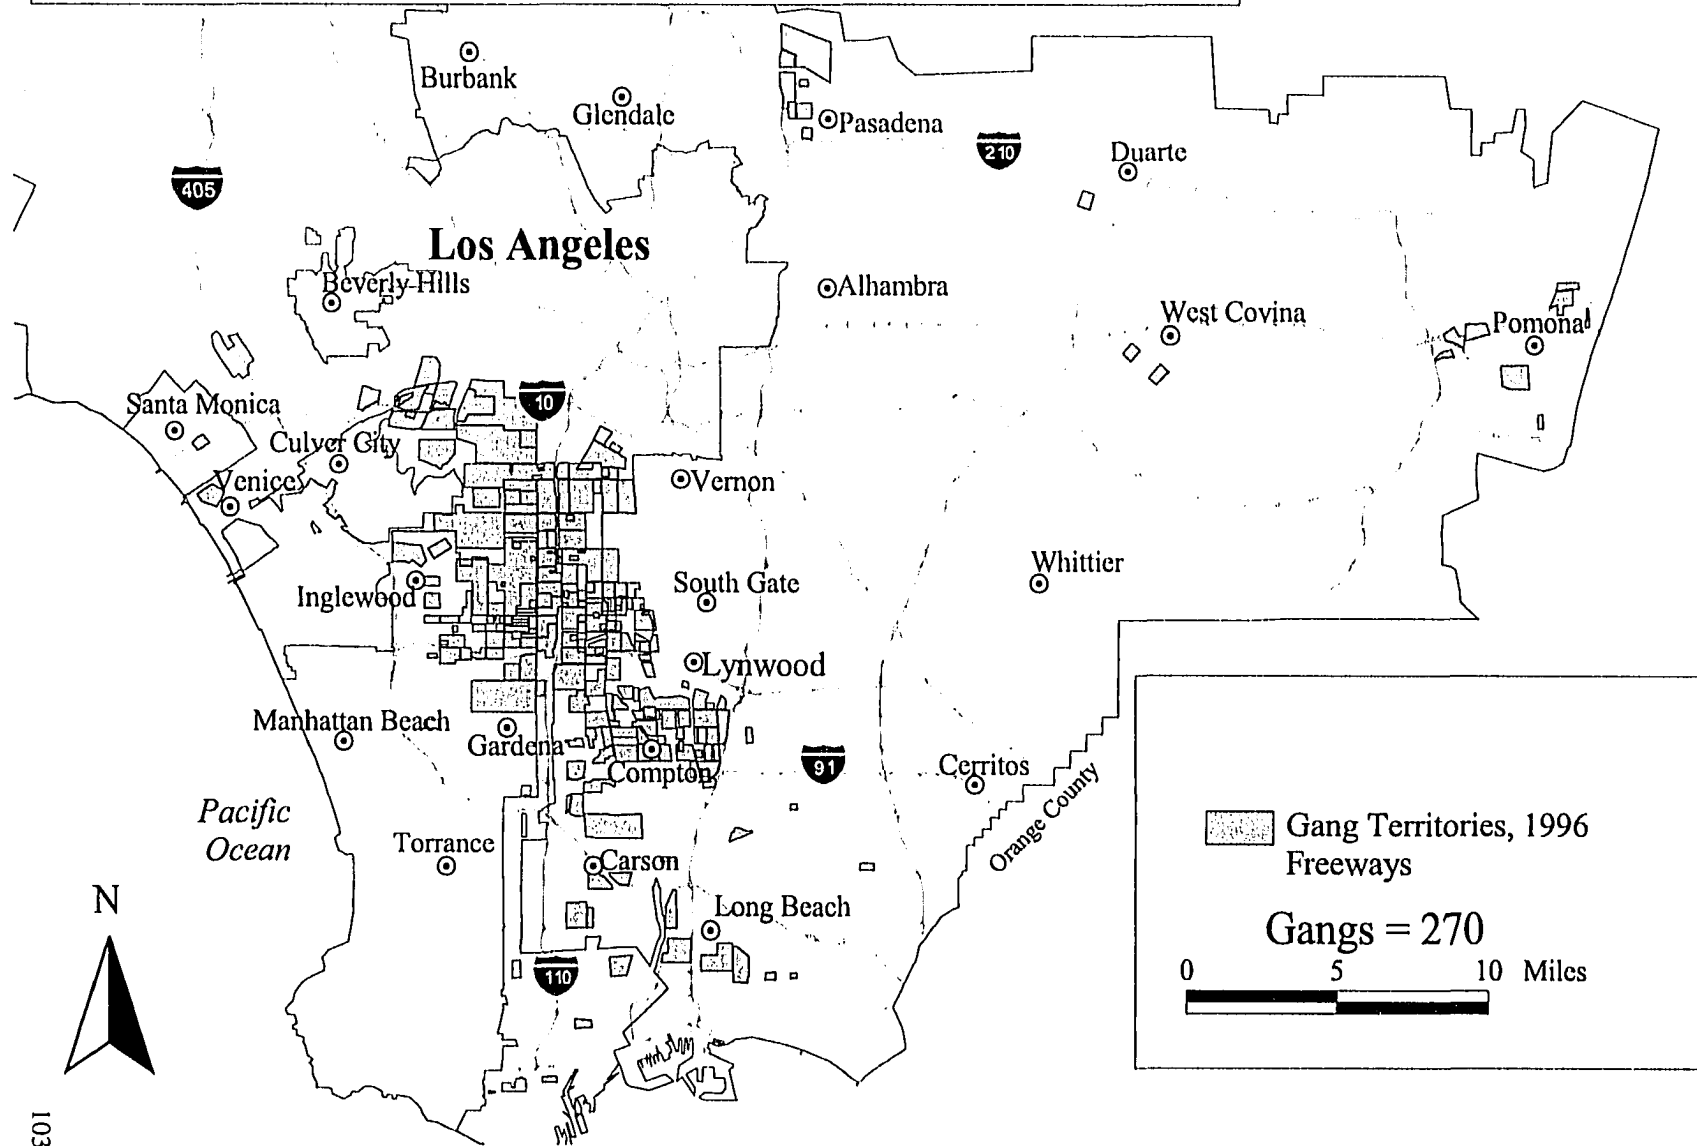 Burbank
Glendale
Pasadena
210
Duarte
405
Los Angeles
Beverly Hills
Alhambra
West Covina
Pomona
10
Santa Monica
Culver City
Venice
Vernon
Whittier
South Gate
Inglewood
Lynwood
Manhattan Beach
Gardena
Compton
91
Cerritos
Orange County
Pacific
Ocean
Torrance
Carson
Long Beach
110
N
Gang Territories, 1996
Freeways
Gangs = 270
0 5 10 Miles
103